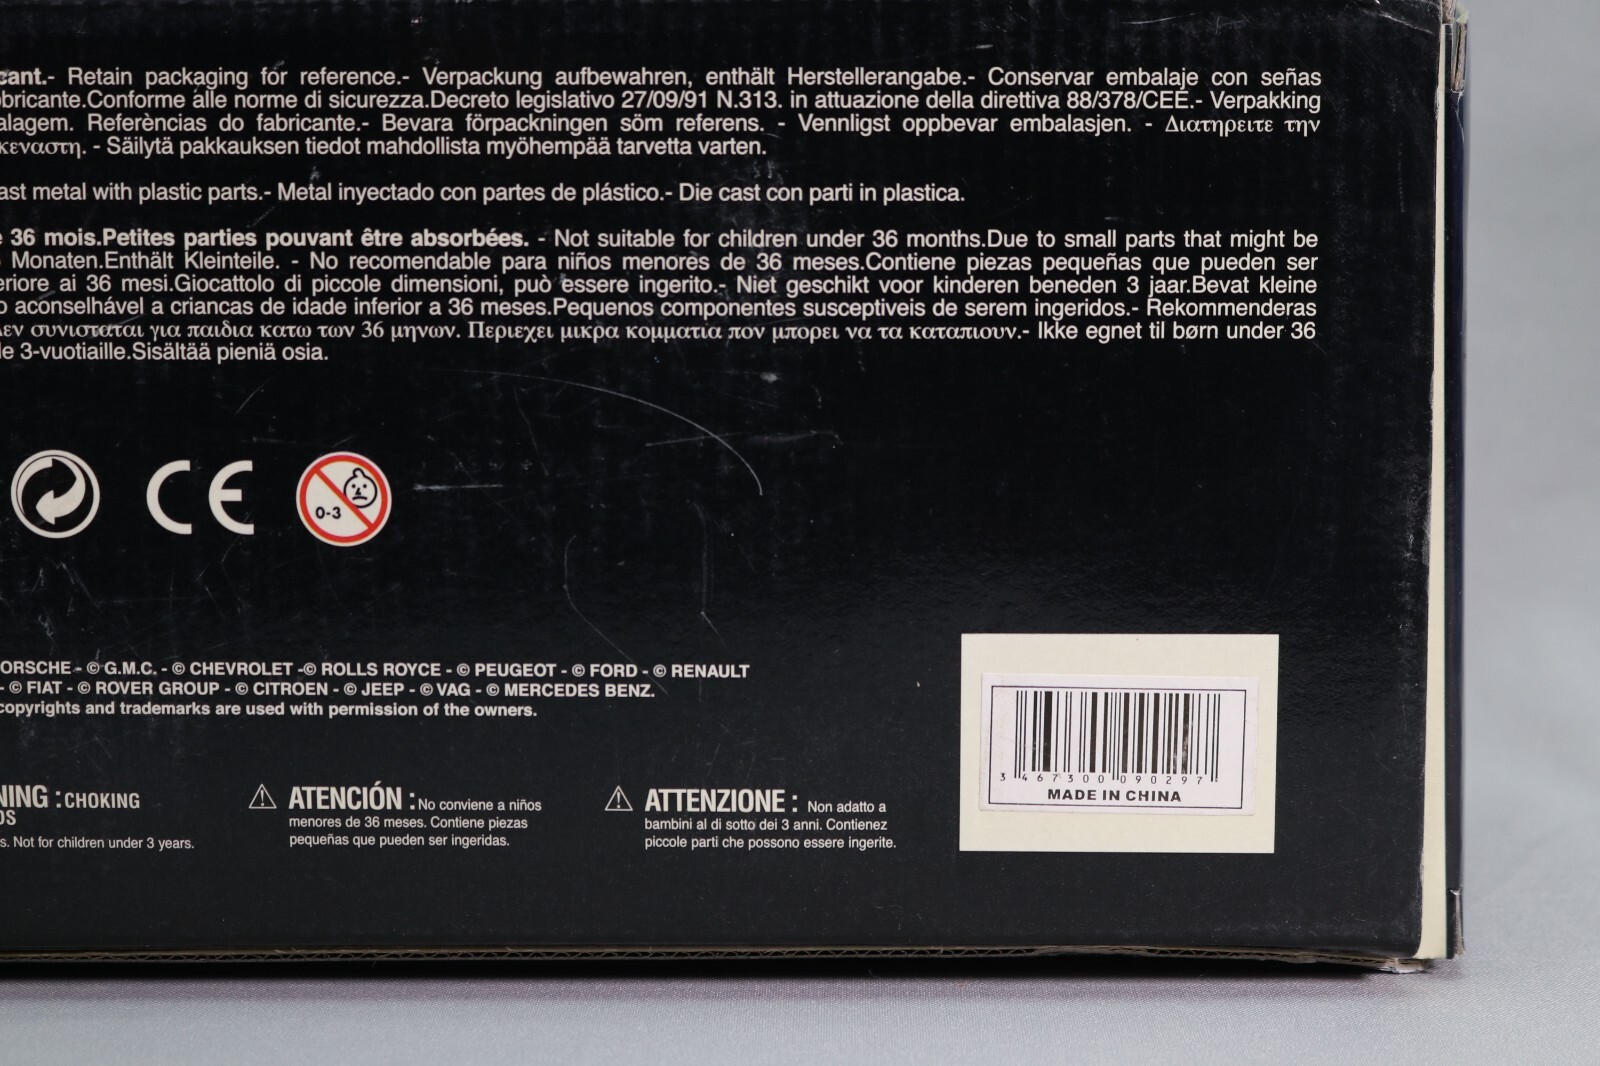 cant.- Retain packaging for reference.- Verpackung aufbewahren, enthält Herstellerangabe.- Conservar embalaje con señas
bricante.Conforme alle norme di sicurezza.Decreto legislativo 27/09/91 N.313. in attuazione della direttiva 88/378/CEE.- Verpakking
alagem. Referèncias do fabricante.- Bevara förpackningen söm referens. - Vennligst oppbevar embalasjen. - Διατηρειτε την
κεναστη. - Säilytä pakkauksen tiedot mahdollista myöhempää tarvetta varten.
ast metal with plastic parts.- Metal inyectado con partes de plástico.- Die cast con parti in plastica.
e 36 mois.Petites parties pouvant être absorbées. - Not suitable for children under 36 months.Due to small parts that might be
Monaten.Enthält Kleinteile. - No recomendable para niños menores de 36 meses.Contiene piezas pequeñas que pueden ser
eriore ai 36 mesi.Giocattolo di piccole dimensioni, può essere ingerito.- Niet geschikt voor kinderen beneden 3 jaar.Bevat kleine
o aconselhável a criancas de idade inferior a 36 meses.Pequenos componentes susceptiveis de serem ingeridos.- Rekommenderas
Δεν συνισταται για παιδια κατω των 36 μηνων. Περιεχει μικρα κομματια πον μπορει να τα καταπιουν.- Ikke egnet til børn under 36
le 3-vuotiaille.Sisältää pieniä osia.
CE
0-3
ORSCHE - © G.M.C. - © CHEVROLET -© ROLLS ROYCE - © PEUGEOT - © FORD - © RENAULT
- © FIAT - © ROVER GROUP - © CITROEN - © JEEP - © VAG - © MERCEDES BENZ.
copyrights and trademarks are used with permission of the owners.
NING : CHOKING
DS
s. Not for children under 3 years.
ATENCIÓN : No conviene a niños
menores de 36 meses. Contiene piezas
pequeñas que pueden ser ingeridas.
ATTENZIONE : Non adatto a
bambini al di sotto dei 3 anni. Contienez
piccole parti che possono essere ingerite.
3 467300 090297
MADE IN CHINA